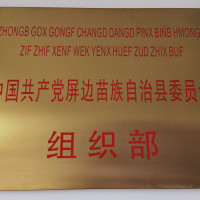 ZHONGB GOX GONGF CHANGD DANGD PINX BINB HMONG
ZIF ZHIF XENF WEK YENX HUEF ZUD ZHIX BUF
中国共产党屏边苗族自治县委员
组织部